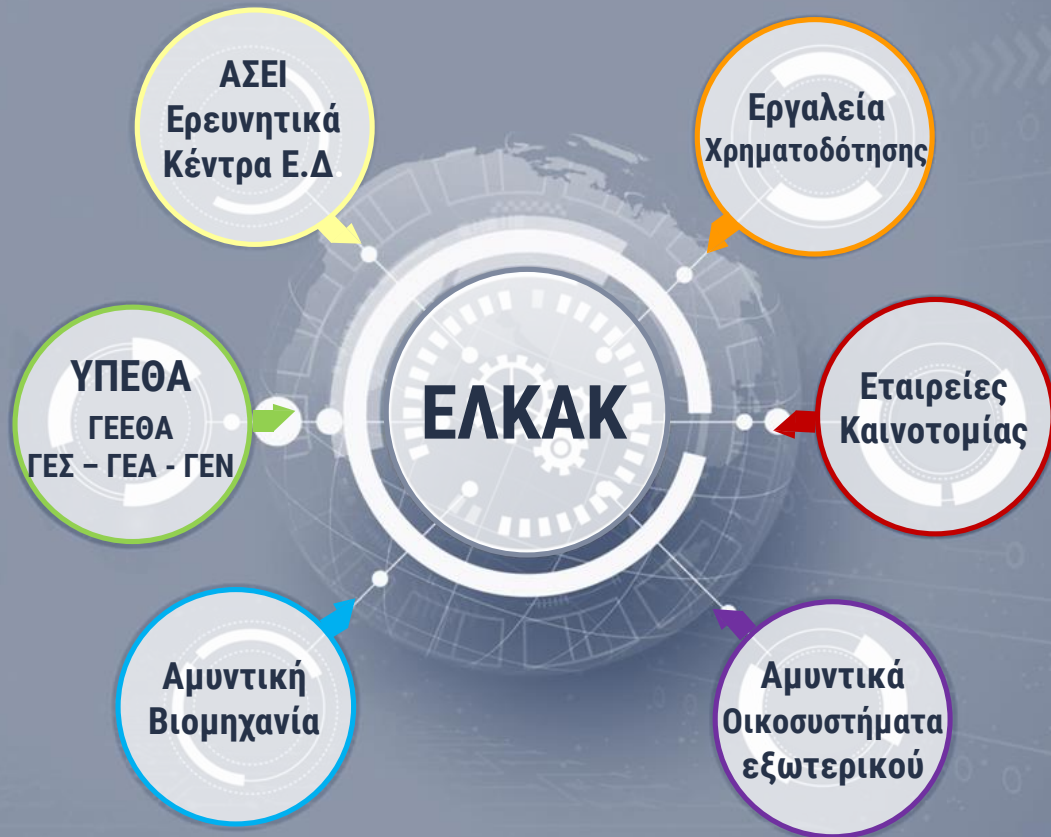 ΑΣΕΙ
Ερευνητικά
Κέντρα Ε.Δ.
Εργαλεία
Χρηματοδότησης
ΥΠΕΘΑ
ΓΕΕΘΑ
ΓΕΣ – ΓΕΑ - ΓΕΝ
ΕΛΚΑΚ
Εταιρείες
Καινοτομίας
Αμυντική
Βιομηχανία
Αμυντικά
Οικοσυστήματα
εξωτερικού